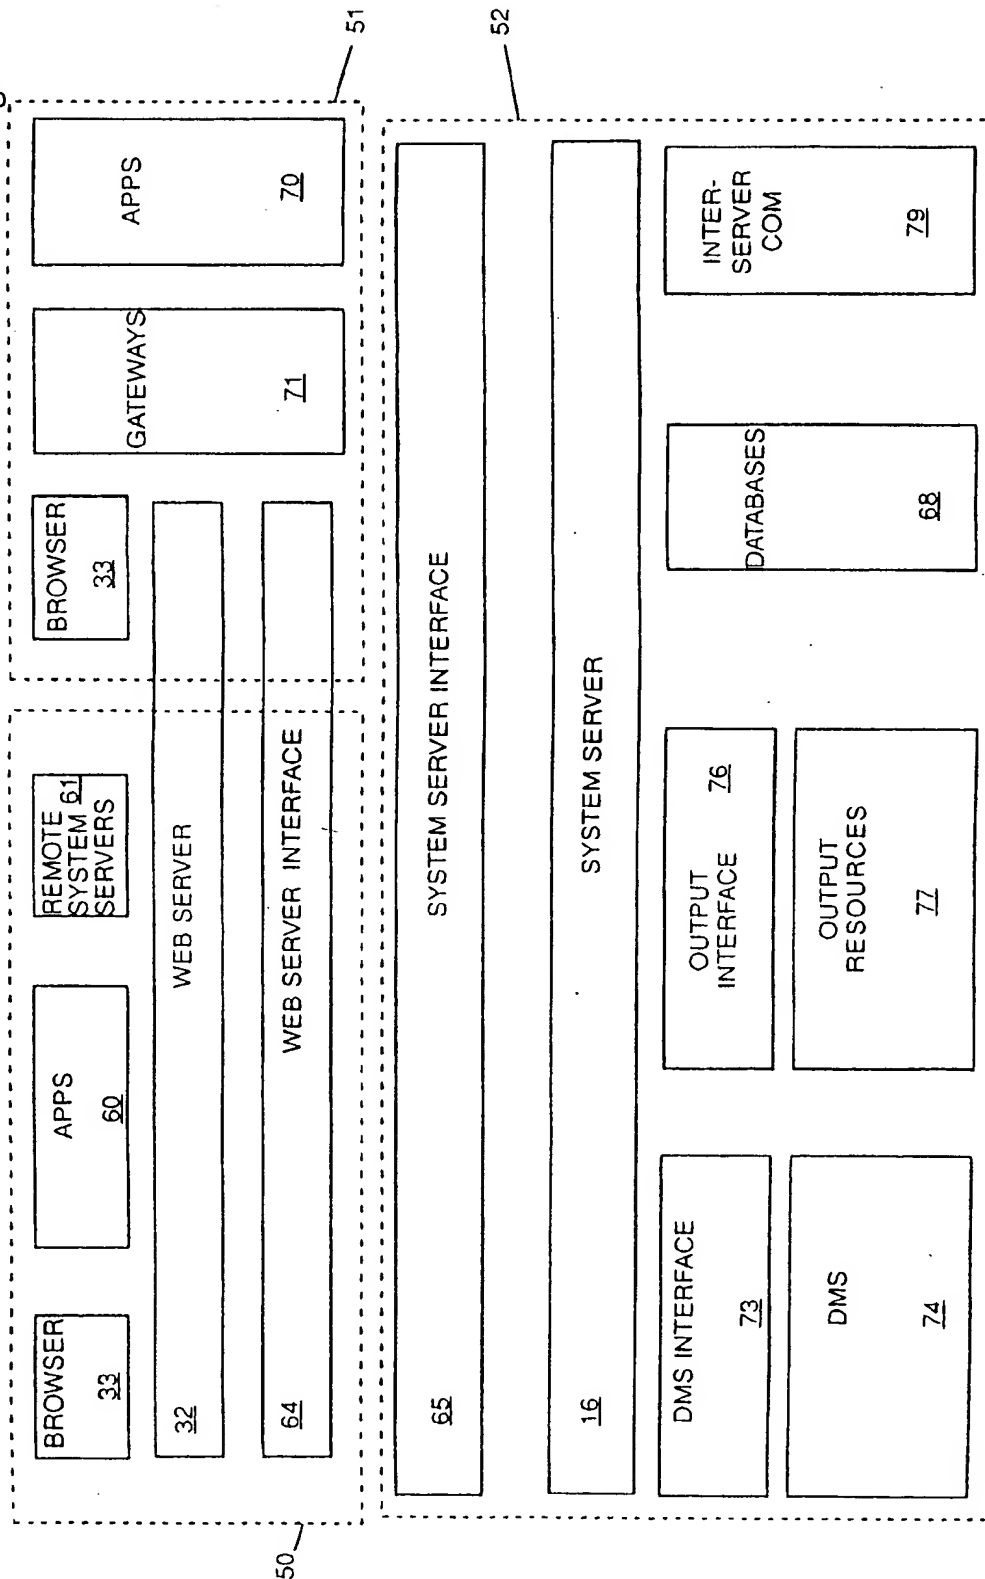 51
52
50
BROWSER
33
APPS
60
REMOTE
SYSTEM 61
SERVERS
BROWSER
33
GATEWAYS
71
APPS
70
32
WEB SERVER
64
WEB SERVER INTERFACE
65
SYSTEM SERVER INTERFACE
16
SYSTEM SERVER
DMS INTERFACE
73
DMS
74
OUTPUT
INTERFACE
76
OUTPUT
RESOURCES
77
DATABASES
68
INTER-
SERVER
COM
79